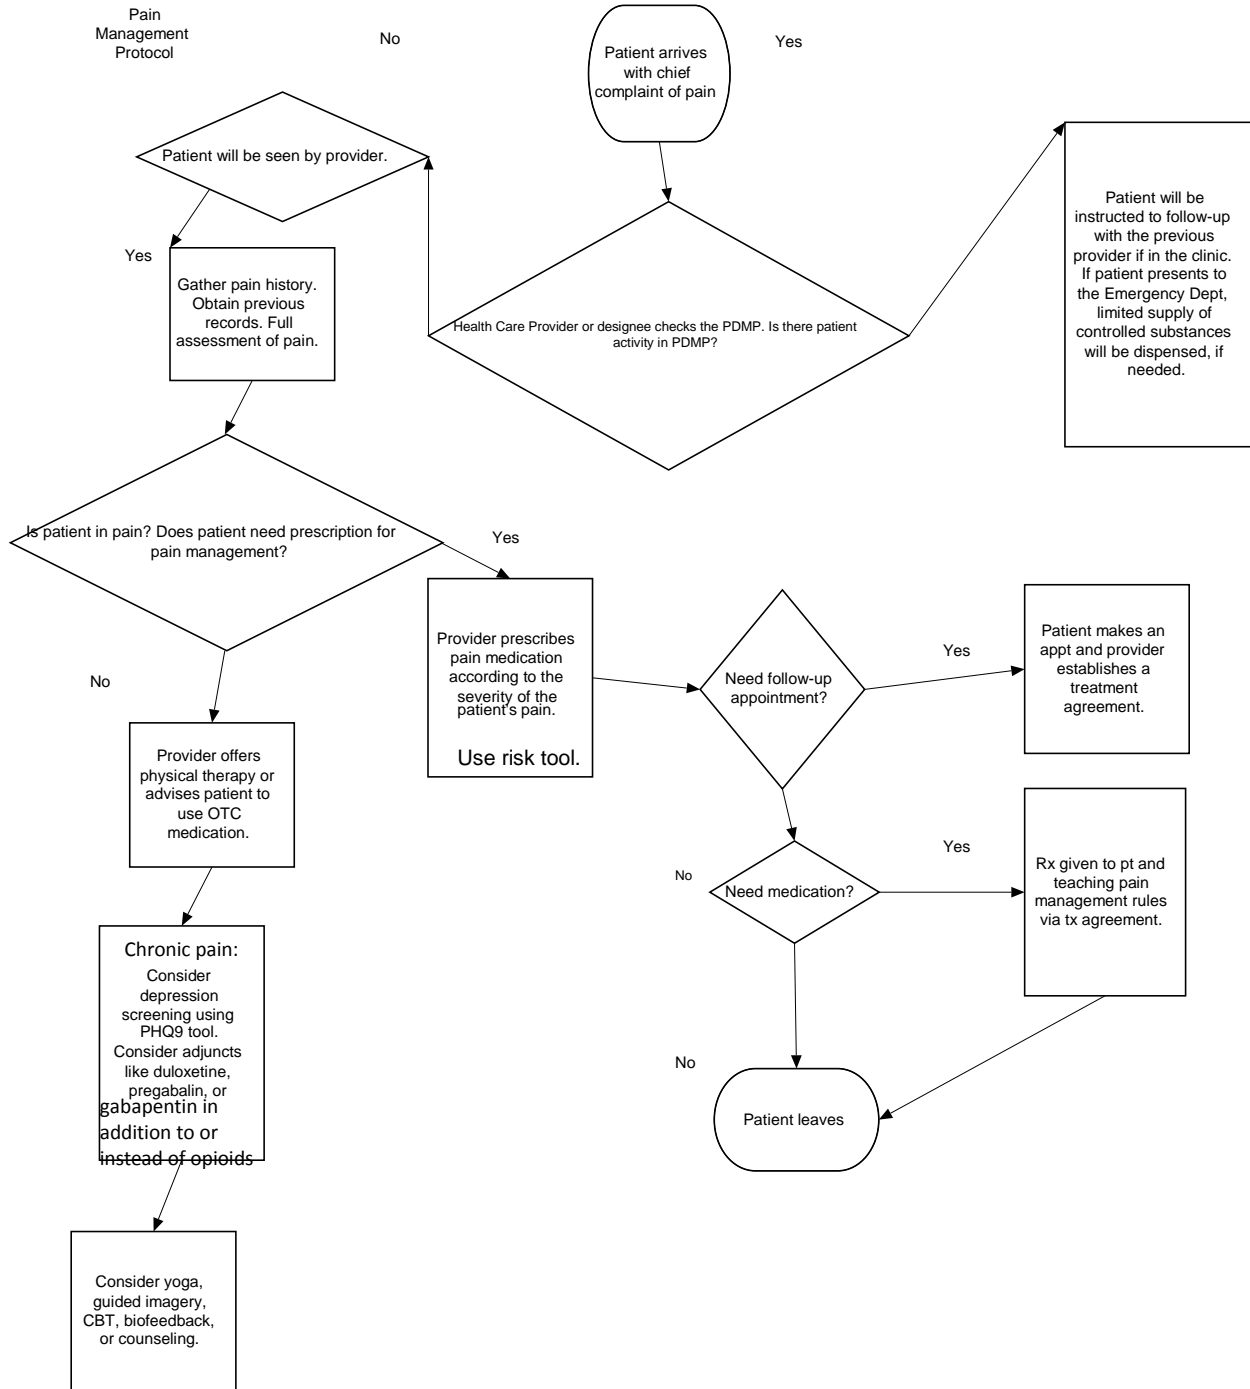 Pain
Management
Protocol
No
Patient arrives
with chief
complaint of pain
Yes
Patient will be seen by provider.
Yes
Gather pain history.
Obtain previous
records. Full
assessment of pain.
Health Care Provider or designee checks the PDMP. Is there patient
activity in PDMP?
Patient will be
instructed to follow-up
with the previous
provider if in the clinic.
If patient presents to
the Emergency Dept,
limited supply of
controlled substances
will be dispensed, if
needed.
Is patient in pain? Does patient need prescription for
pain management?
Yes
Provider prescribes
pain medication
according to the
severity of the
patient's pain.
Use risk tool.
Need follow-up
appointment?
Yes
Patient makes an
appt and provider
establishes a
treatment
agreement.
No
Provider offers
physical therapy or
advises patient to
use OTC
medication.
No
Need medication?
Yes
Rx given to pt and
teaching pain
management rules
via tx agreement.
Chronic pain:
Consider
depression
screening using
PHQ9 tool.
Consider adjuncts
like duloxetine,
pregabalin, or
gabapentin in
addition to or
instead of opioids
No
Patient leaves
Consider yoga,
guided imagery,
CBT, biofeedback,
or counseling.